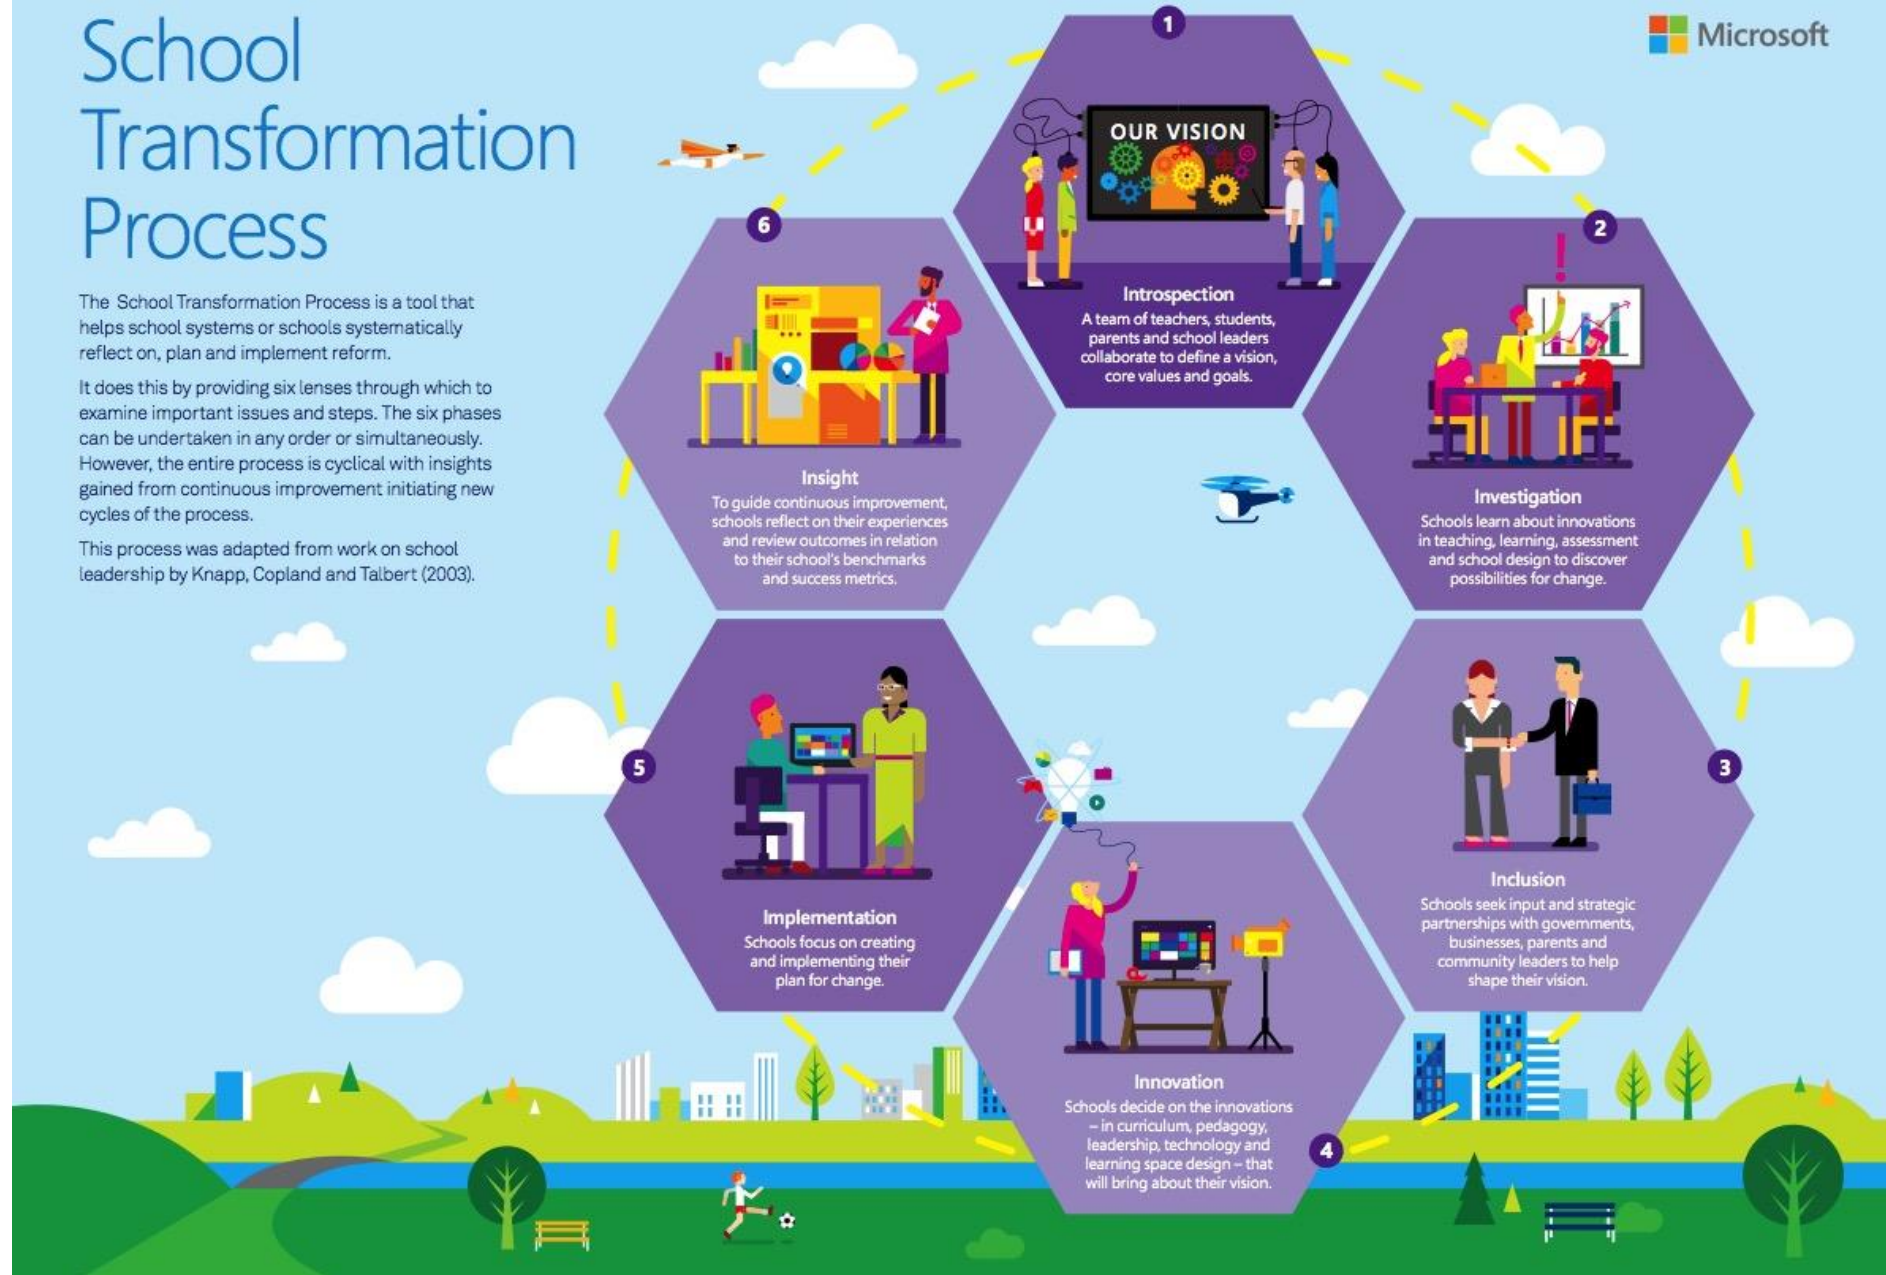 School
Transformation
Process
The School Transformation Process is a tool that
helps school systems or schools systematically
reflect on, plan and implement reform.
It does this by providing six lenses through which to
examine important issues and steps. The six phases
can be undertaken in any order or simultaneously.
However, the entire process is cyclical with insights
gained from continuous improvement initiating new
cycles of the process.
This process was adapted from work on school
leadership by Knapp, Copland and Talbert (2003).
Microsoft
1
OUR VISION
Introspection
A team of teachers, students,
parents and school leaders
collaborate to define a vision,
core values and goals.
2
Investigation
Schools learn about innovations
in teaching, learning, assessment
and school design to discover
possibilities for change.
3
Inclusion
Schools seek input and strategic
partnerships with governments,
businesses, parents and
community leaders to help
shape their vision.
4
Innovation
Schools decide on the innovations
– in curriculum, pedagogy,
leadership, technology and
learning space design – that
will bring about their vision.
5
Implementation
Schools focus on creating
and implementing their
plan for change.
6
Insight
To guide continuous improvement,
schools reflect on their experiences
and review outcomes in relation
to their school's benchmarks
and success metrics.